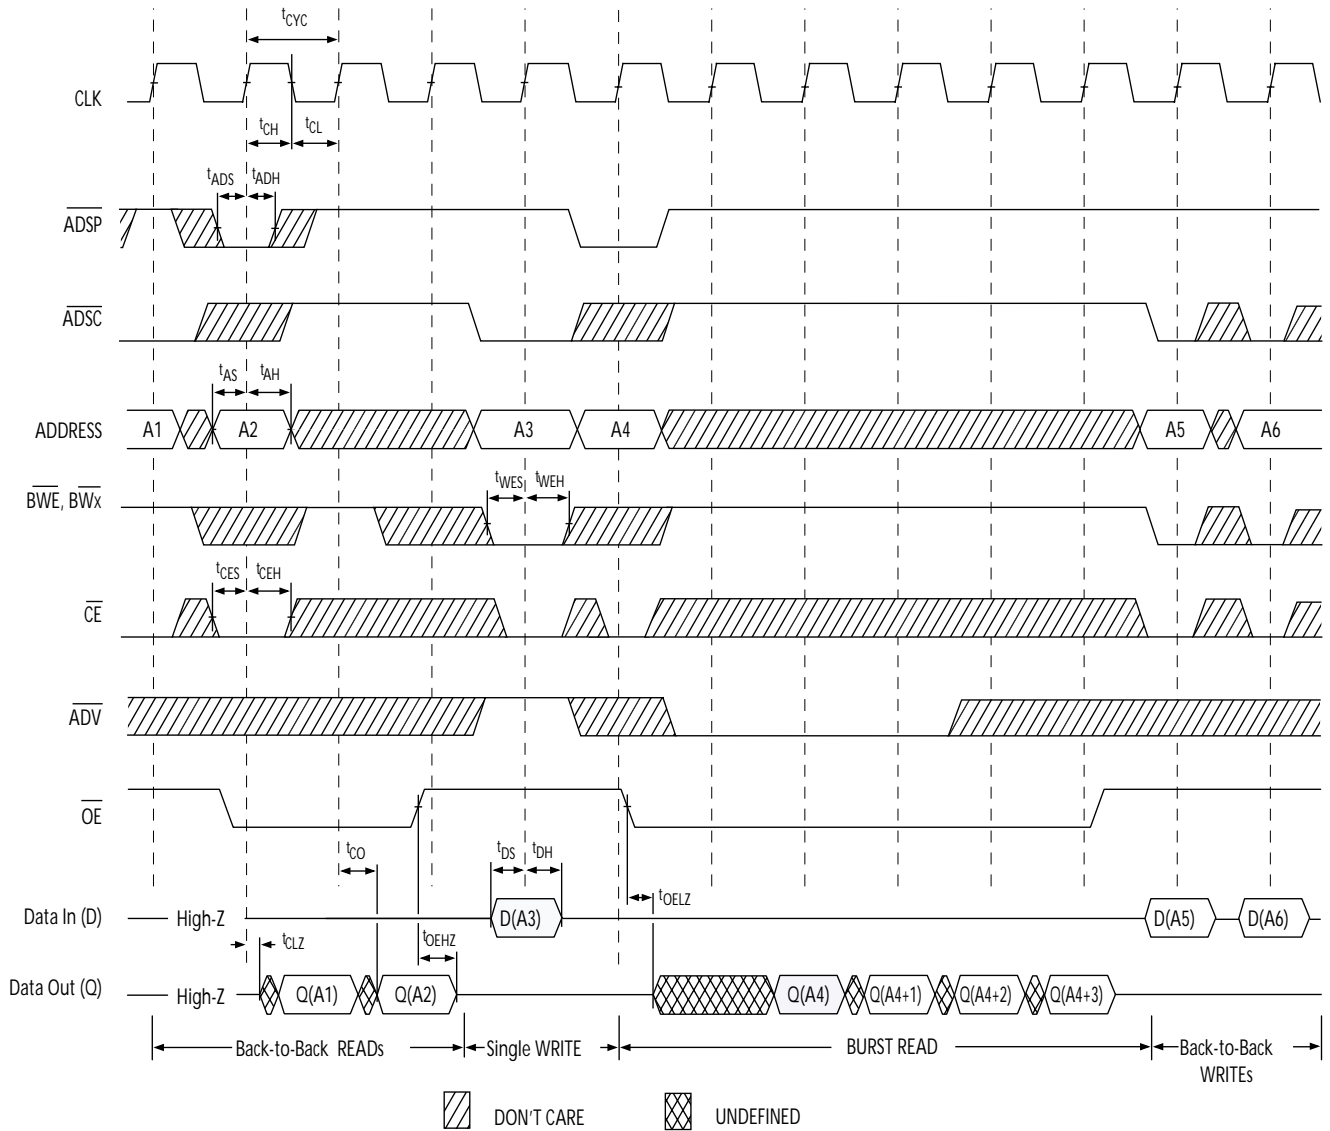 tCYC
CLK
tCH
tCL
tADS
tADH
ADSP
ADSC
tAS
tAH
ADDRESS
A1
A2
A3
A4
A5
A6
tWES
tWEH
BWE, BWx
tCES
tCEH
CE
ADV
OE
tCO
tDS
tDH
tOELZ
Data In (D)
High-Z
D(A3)
D(A5)
D(A6)
tCLZ
tOEHZ
Data Out (Q)
High-Z
Q(A1)
Q(A2)
Q(A4)
Q(A4+1)
Q(A4+2)
Q(A4+3)
Back-to-Back READs
Single WRITE
BURST READ
Back-to-Back
WRITEs
DON'T CARE
UNDEFINED